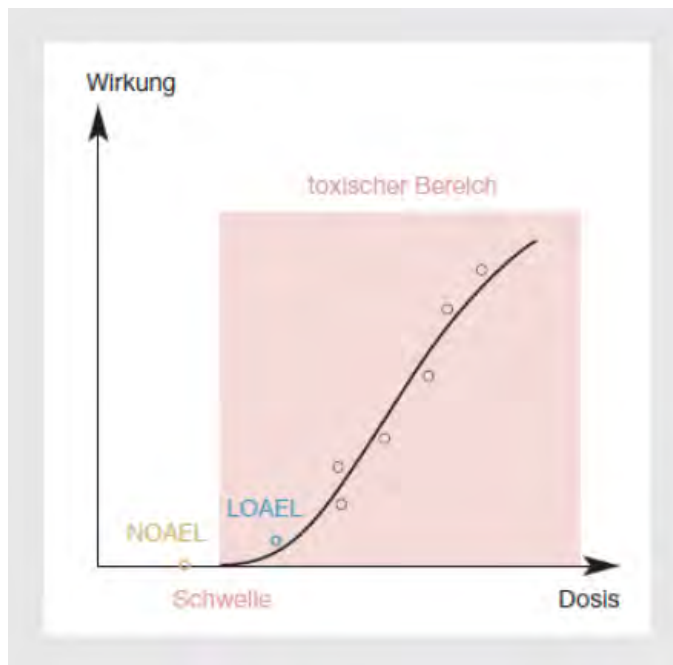 Wirkung
toxischer Bereich
LOAEL
NOAEL
Schwelle
Dosis